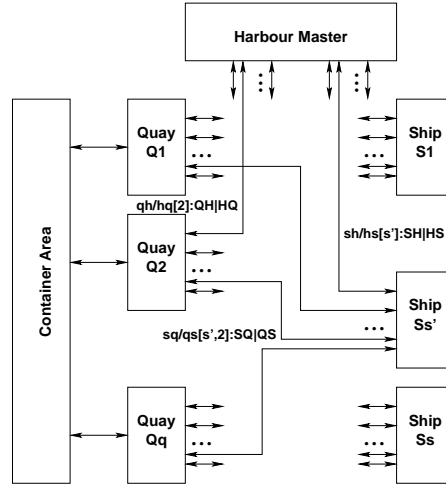 Harbour Master
Container Area
Quay
Q1
Ship
S1
qh/hq[2]:QH|HQ
sh/hs[s']:SH|HS
Quay
Q2
Ship
Ss'
sq/qs[s',2]:SQ|QS
Quay
Qq
Ship
Ss